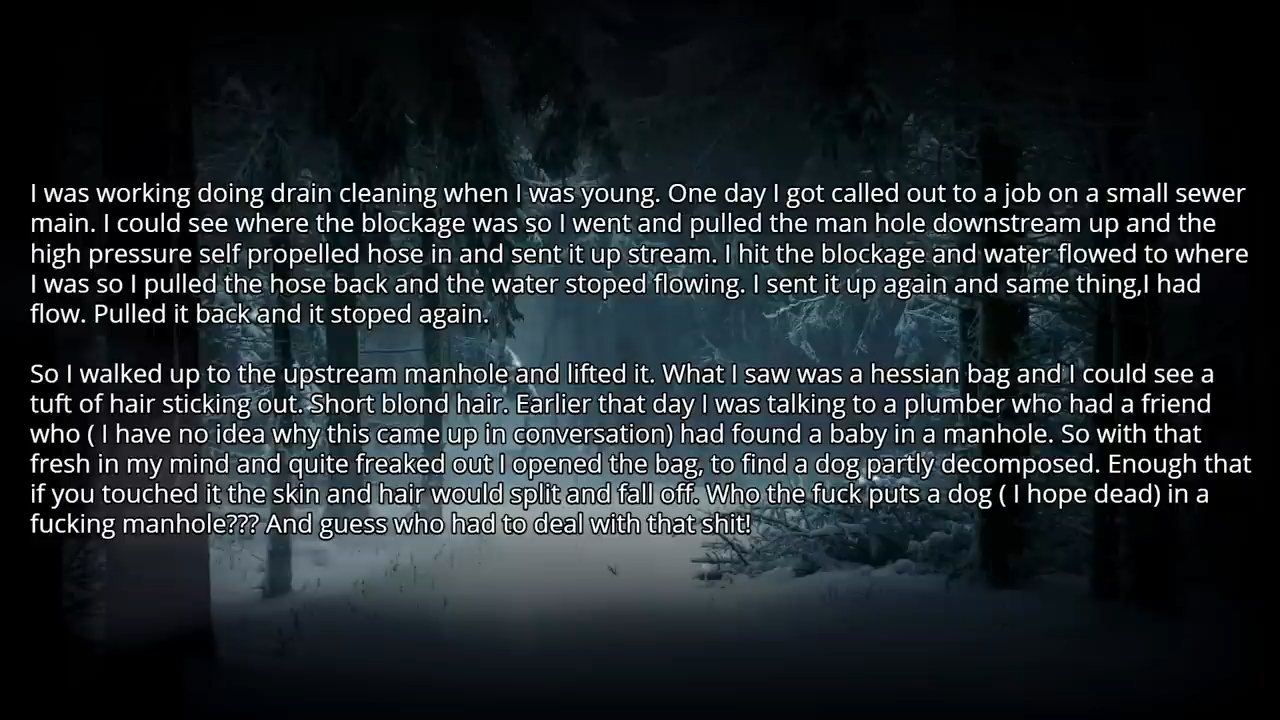 I was working doing drain cleaning when I was young. One day I got called out to a job on a small sewer
main. I could see where the blockage was so I went and pulled the man hole downstream up and the
high pressure self propelled hose in and sent it up stream. I hit the blockage and water flowed to where
I was so I pulled the hose back and the water stoped flowing. I sent it up again and same thing,I had
flow. Pulled it back and it stoped again.
So I walked up to the upstream manhole and lifted it. What I saw was a hessian bag and I could see a
tuft of hair sticking out. Short blond hair. Earlier that day I was talking to a plumber who had a friend
who ( I have no idea why this came up in conversation) had found a baby in a manhole. So with that
fresh in my mind and quite freaked out I opened the bag, to find a dog partly decomposed. Enough that
if you touched it the skin and hair would split and fall off. Who the fuck puts a dog ( I hope dead) in a
fucking manhole??? And guess who had to deal with that shit!